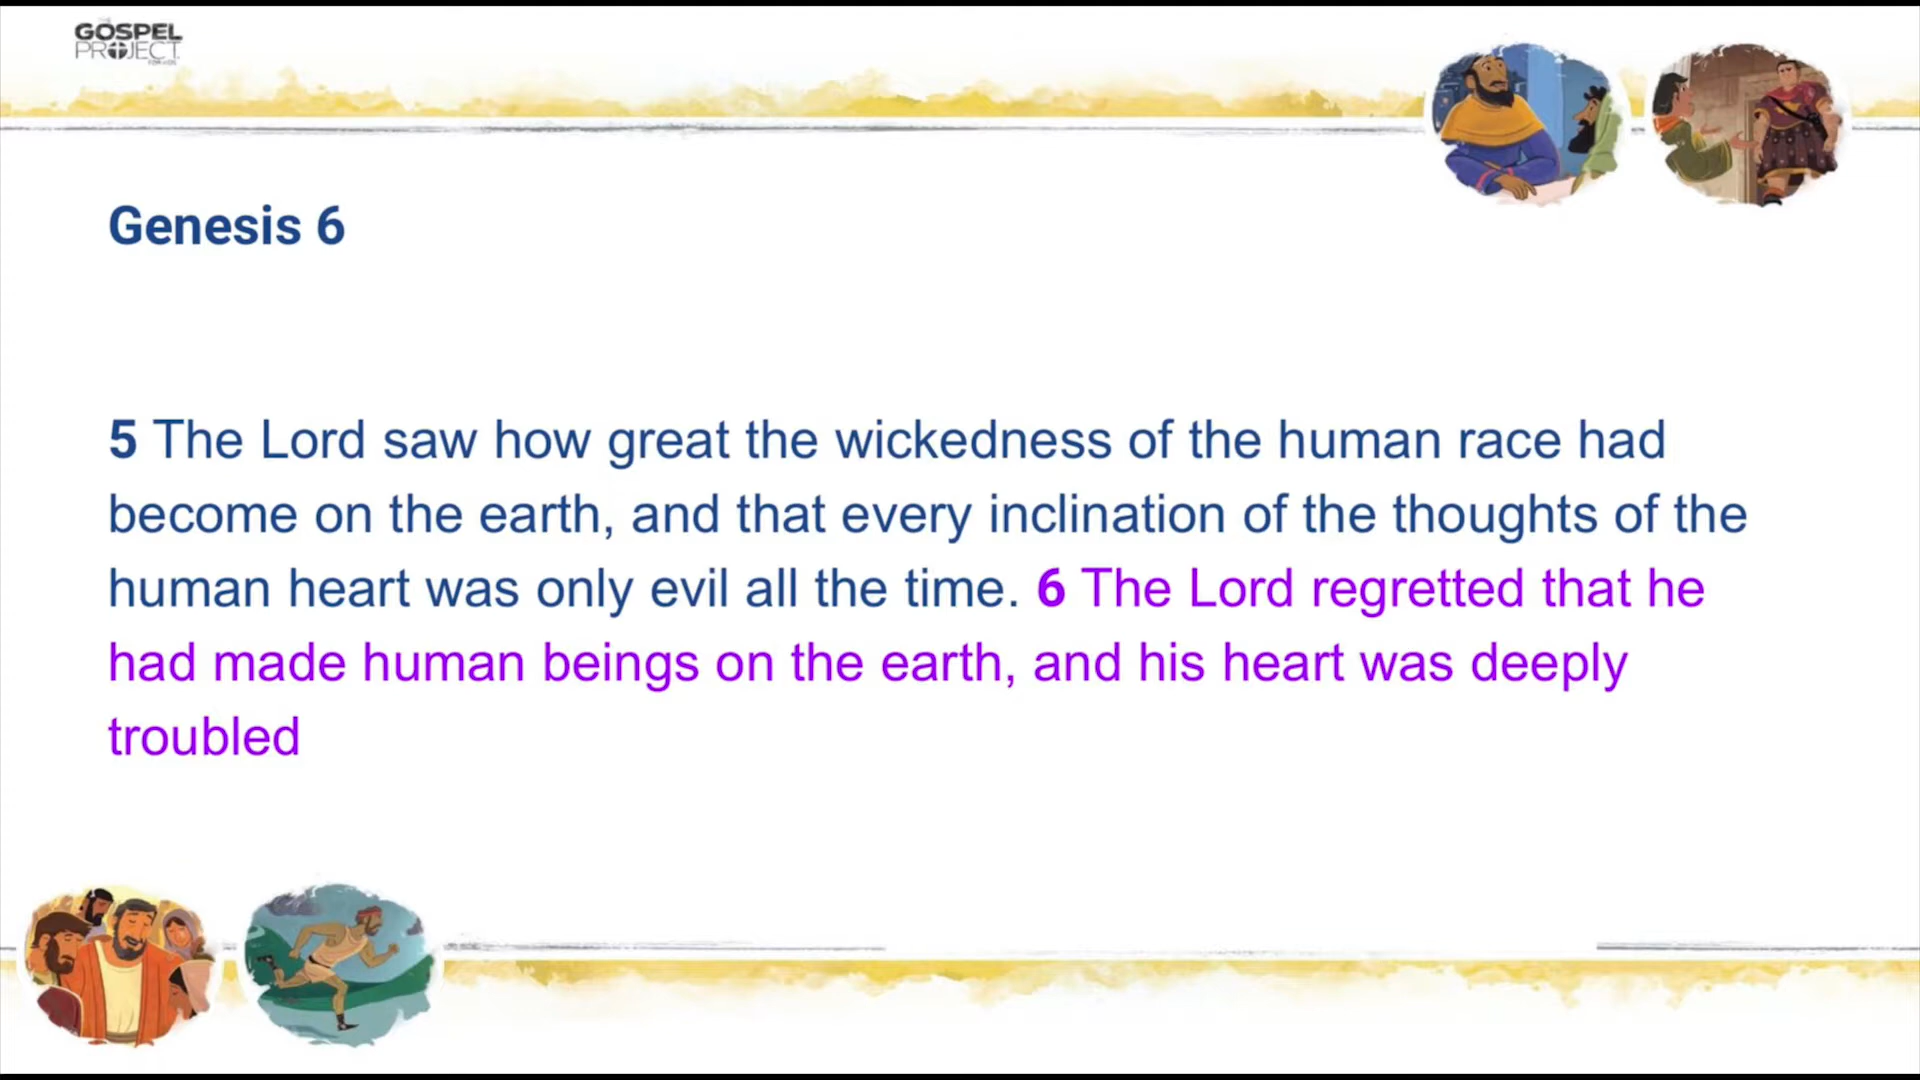 THE
GOSPEL
PROJECT
FOR KIDS
Genesis 6
5 The Lord saw how great the wickedness of the human race had
become on the earth, and that every inclination of the thoughts of the
human heart was only evil all the time. 6 The Lord regretted that he
had made human beings on the earth, and his heart was deeply
troubled